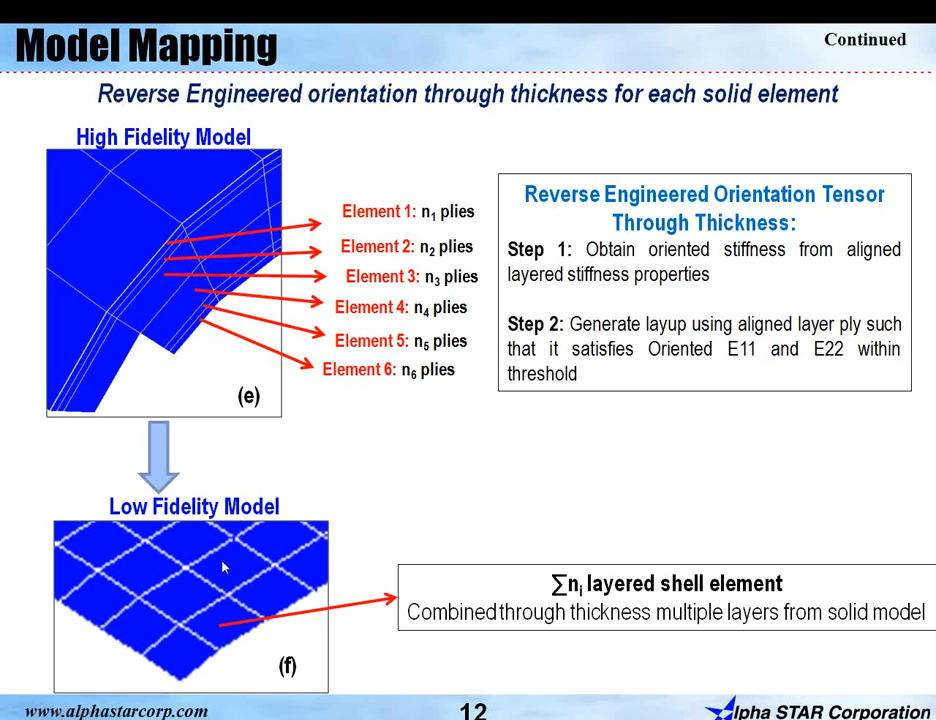 Model Mapping
Continued
Reverse Engineered orientation through thickness for each solid element
High Fidelity Model
Element 1: n1 plies
Element 2: n2 plies
Element 3: n3 plies
Element 4: n4 plies
Element 5: n5 plies
Element 6: n6 plies
(e)
Reverse Engineered Orientation Tensor
Through Thickness:
Step 1: Obtain oriented stiffness from aligned
layered stiffness properties
Step 2: Generate layup using aligned layer ply such
that it satisfies Oriented E11 and E22 within
threshold
Low Fidelity Model
(f)
∑ni layered shell element
Combined through thickness multiple layers from solid model
www.alphastarcorp.com
12
Alpha STAR Corporation